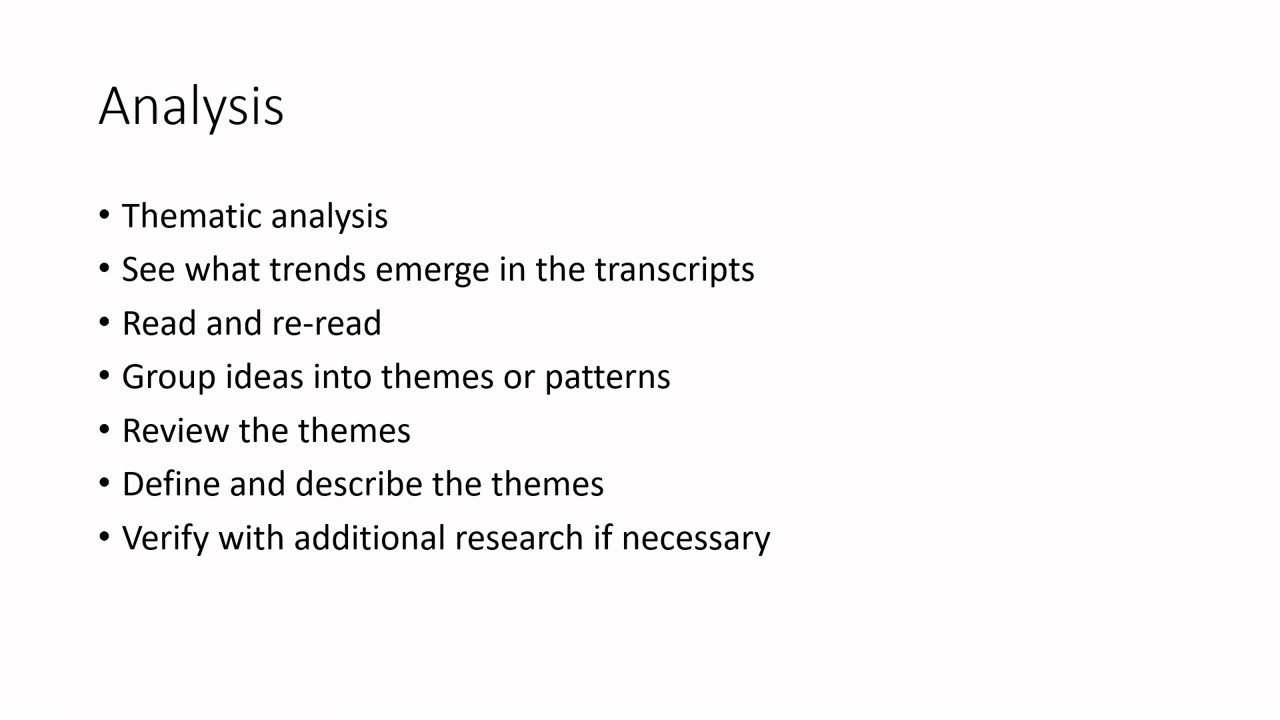 Analysis
• Thematic analysis
• See what trends emerge in the transcripts
• Read and re-read
• Group ideas into themes or patterns
• Review the themes
• Define and describe the themes
• Verify with additional research if necessary